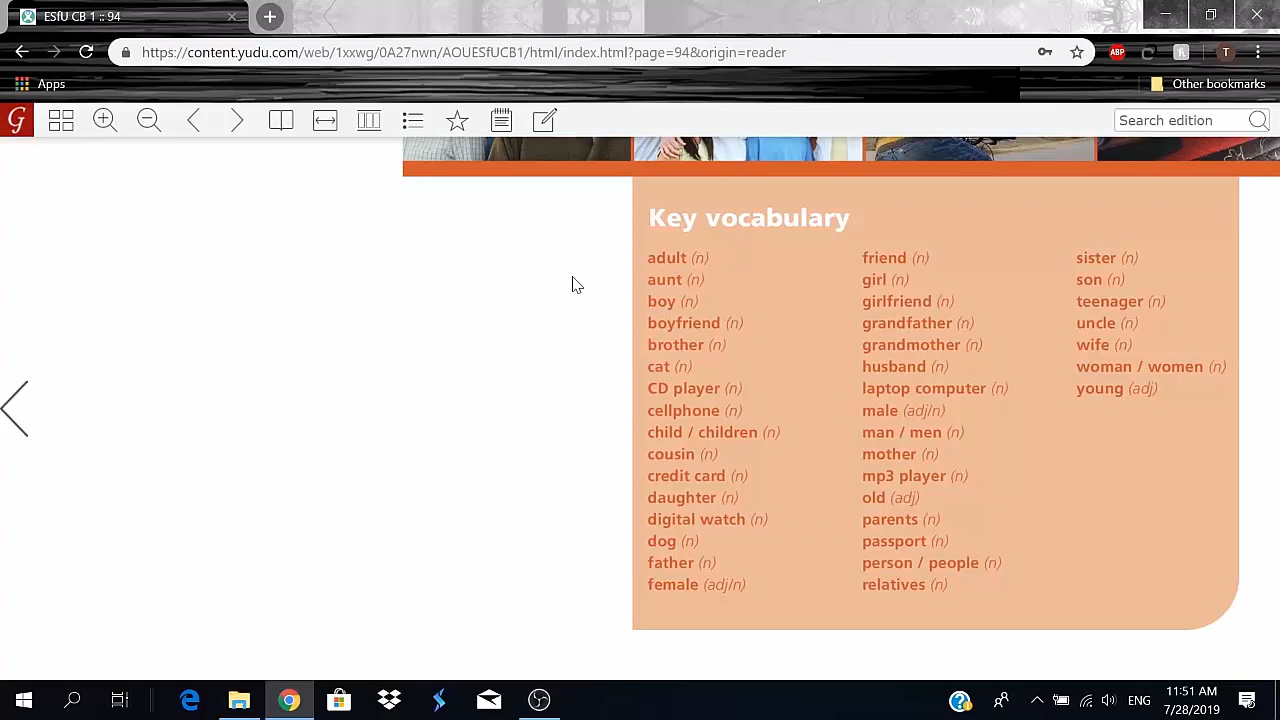 ESfU CB 1 :: 94
https://content.yudu.com/web/1xxwg/0A27nwn/AOUESfUCB1/html/index.html?page=94&origin=reader
ABP
T
Apps
Other bookmarks
G
Search edition
Key vocabulary
adult (n)
aunt (n)
boy (n)
boyfriend (n)
brother (n)
cat (n)
CD player (n)
cellphone (n)
child / children (n)
cousin (n)
credit card (n)
daughter (n)
digital watch (n)
dog (n)
father (n)
female (adj/n)
friend (n)
girl (n)
girlfriend (n)
grandfather (n)
grandmother (n)
husband (n)
laptop computer (n)
male (adj/n)
man / men (n)
mother (n)
mp3 player (n)
old (adj)
parents (n)
passport (n)
person / people (n)
relatives (n)
sister (n)
son (n)
teenager (n)
uncle (n)
wife (n)
woman / women (n)
young (adj)
ENG
11:51 AM
7/28/2019